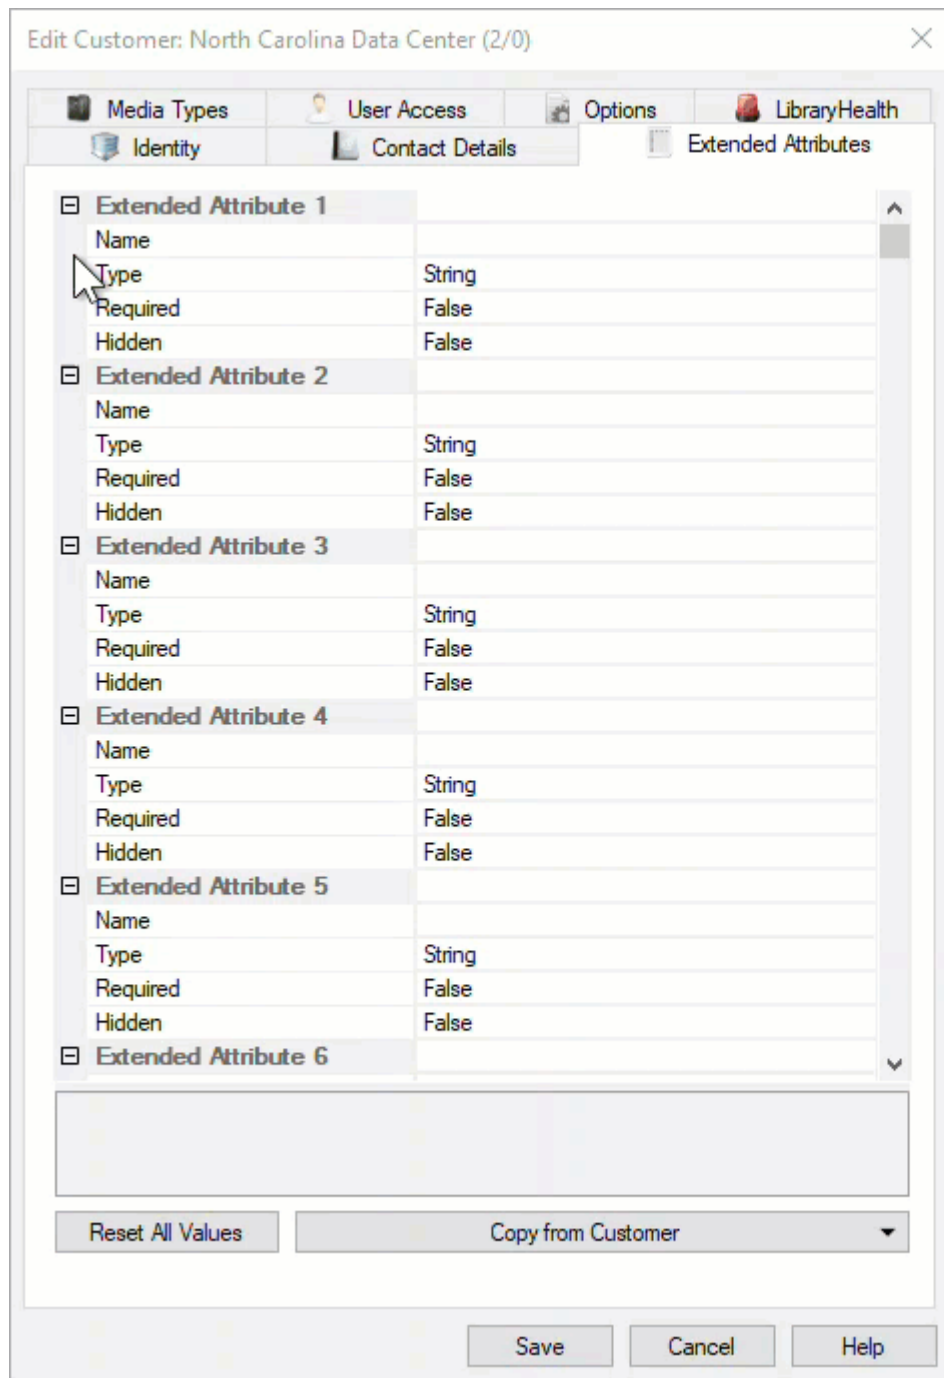 Edit Customer: North Carolina Data Center (2/0)
Media Types User Access Options LibraryHealth
Identity Contact Details Extended Attributes
Extended Attribute 1
Name
Type String
Required False
Hidden False
Extended Attribute 2
Name
Type String
Required False
Hidden False
Extended Attribute 3
Name
Type String
Required False
Hidden False
Extended Attribute 4
Name
Type String
Required False
Hidden False
Extended Attribute 5
Name
Type String
Required False
Hidden False
Extended Attribute 6
Reset All Values Copy from Customer
Save Cancel Help